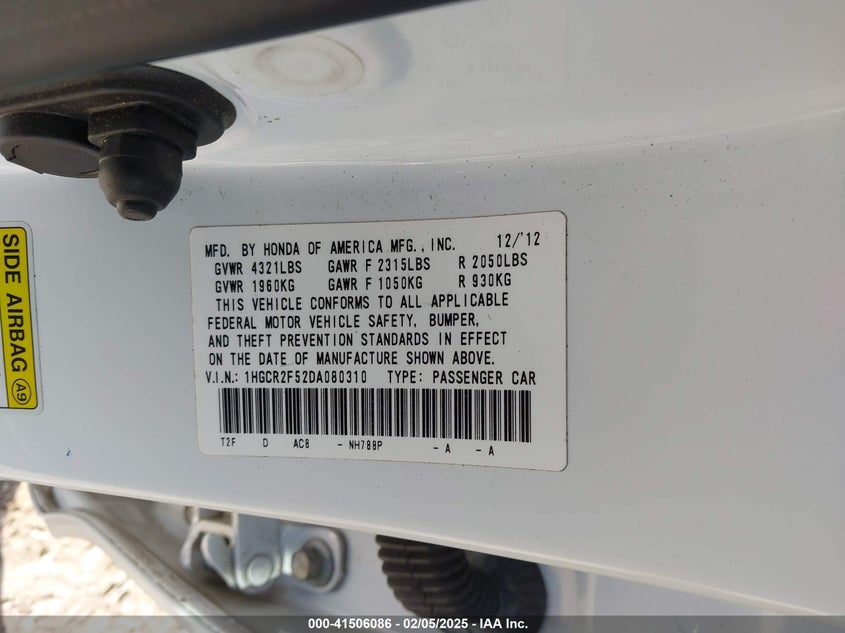 SIDE AIRBAG A9
MFD. BY HONDA OF AMERICA MFG., INC. 12/'12
GVWR 4321LBS GAWR F 2315LBS R 2050LBS
GVWR 1960KG GAWR F 1050KG R 930KG
THIS VEHICLE CONFORMS TO ALL APPLICABLE
FEDERAL MOTOR VEHICLE SAFETY, BUMPER,
AND THEFT PREVENTION STANDARDS IN EFFECT
ON THE DATE OF MANUFACTURE SHOWN ABOVE.
V.I.N.: 1HGCR2F52DA080310 TYPE: PASSENGER CAR
T2F D AC8 - NH788P - A - A
000-41506086 - 02/05/2025 - IAA Inc.